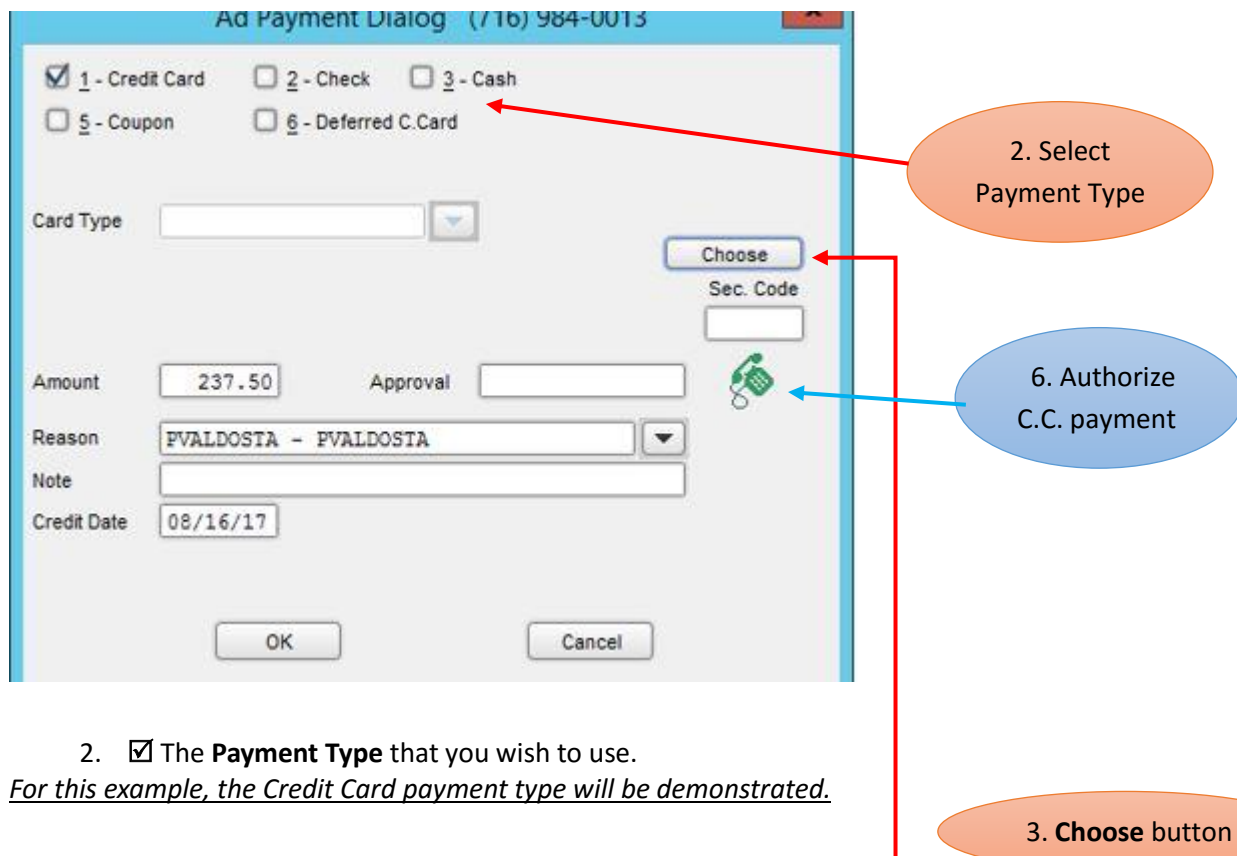 Ad Payment Dialog (716) 984-0013
1 - Credit Card 2 - Check 3 - Cash
5 - Coupon 6 - Deferred C.Card
2. Select
Payment Type
Card Type
Choose
Sec. Code
6. Authorize
C.C. payment
Amount 237.50 Approval
Reason PVALDOSTA - PVALDOSTA
Note
Credit Date 08/16/17
OK Cancel
2. ☑ The Payment Type that you wish to use.
For this example, the Credit Card payment type will be demonstrated.
3. Choose button